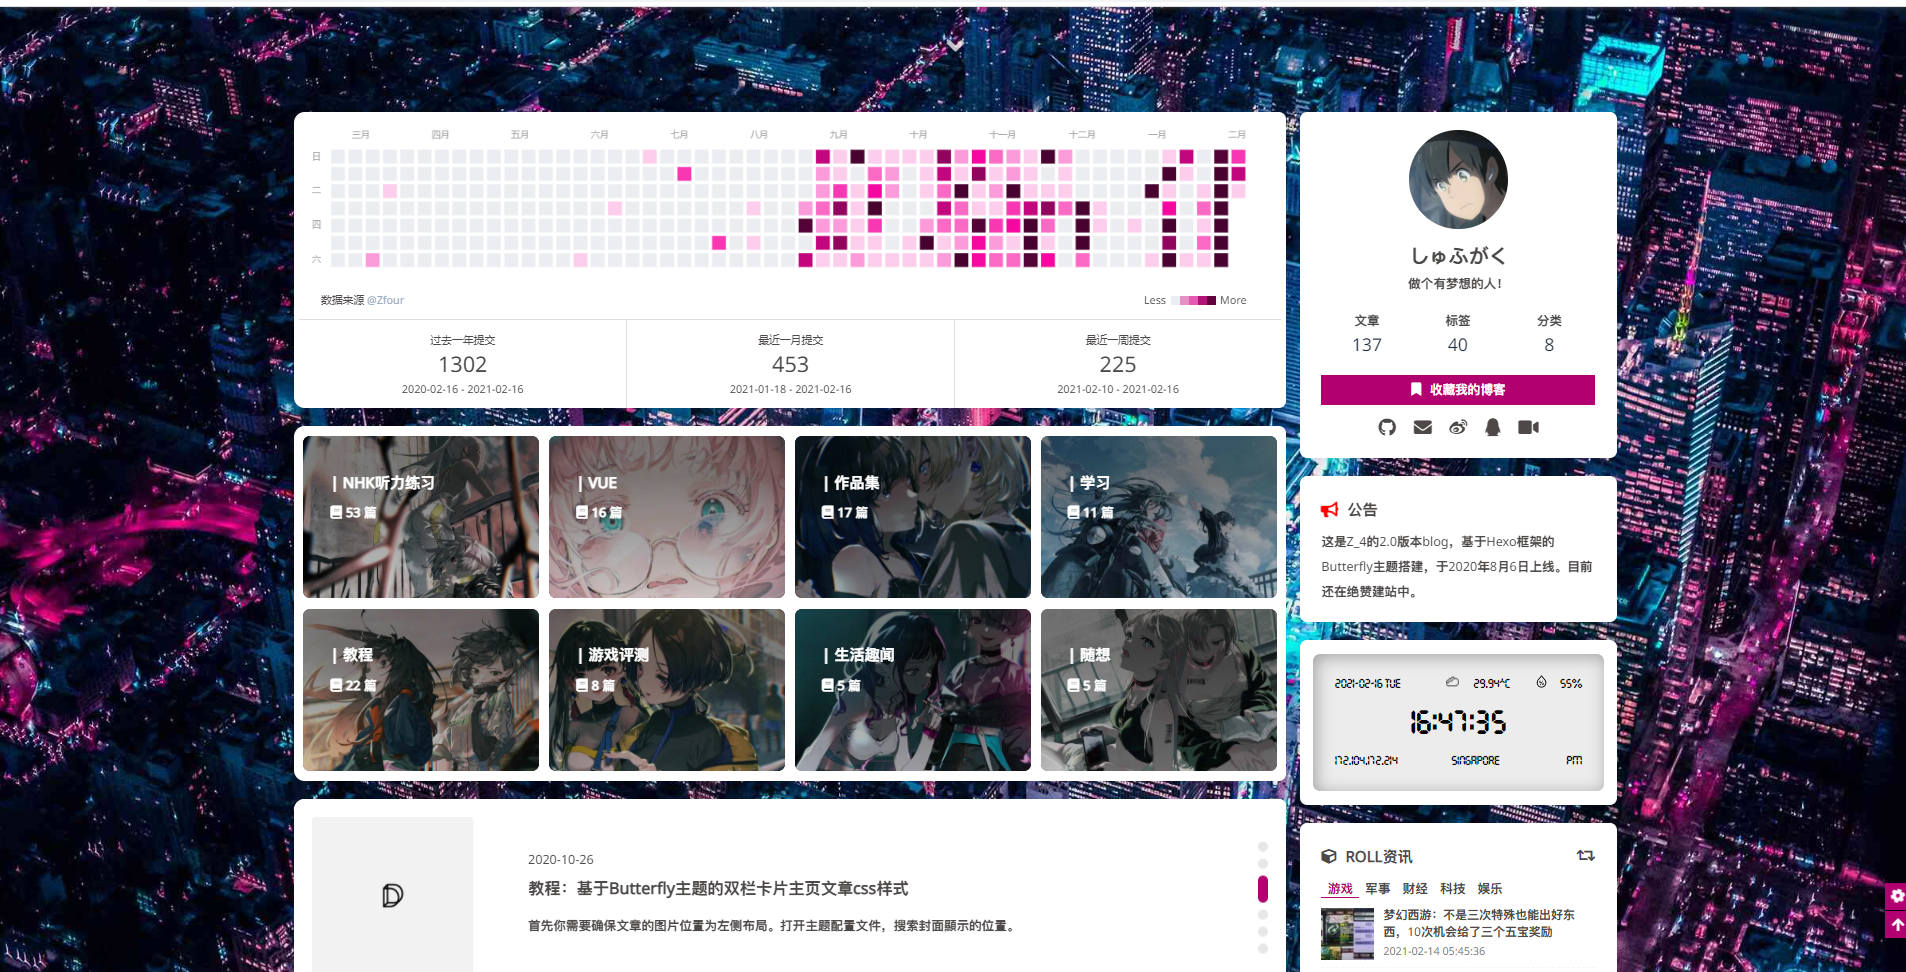 三月 四月 五月 六月 七月 八月 九月 十月 十一月 十二月 一月 二月
日
二
四
六
数据来源 @Zfour
Less More
过去一年提交
1302
2020-02-16 - 2021-02-16
最近一月提交
453
2021-01-18 - 2021-02-16
最近一周提交
225
2021-02-10 - 2021-02-16
| NHK听力练习
53 篇
| VUE
16 篇
| 作品集
17 篇
| 学习
11 篇
| 教程
22 篇
| 游戏评测
8 篇
| 生活趣闻
5 篇
| 随想
5 篇
2020-10-26
教程：基于Butterfly主题的双栏卡片主页文章css样式
首先你需要确保文章的图片位置为左侧布局。打开主题配置文件，搜索封面顯示的位置。
しゅふがく
做个有梦想的人！
文章 标签 分类
137 40 8
收藏我的博客
公告
这是Z_4的2.0版本blog，基于Hexo框架的
Butterfly主题搭建，于2020年8月6日上线。目前
还在绝赞建站中。
2021-02-16 TUE 29.94°C 55%
16:47:35
172.104.172.214 SINGAPORE PM
ROLL资讯
游戏 军事 财经 科技 娱乐
梦幻西游：不是三次特殊也能出好东
西，10次机会给了三个五宝奖励
2021-02-14 05:45:36